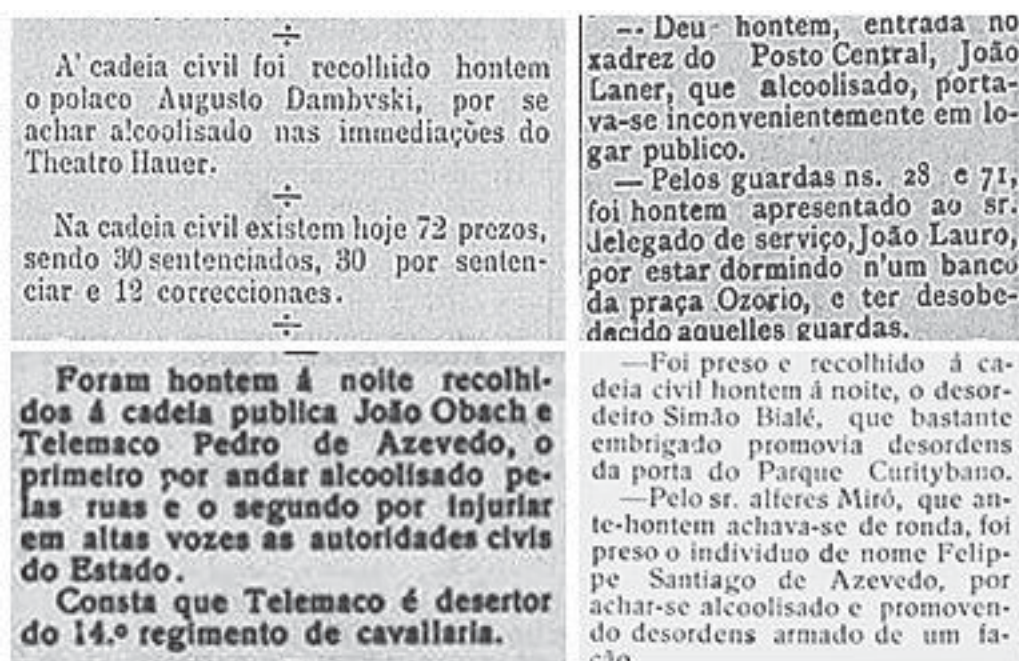 A' cadeia civil foi recolhido hontem
o polaco Augusto Dambvski, por se
achar alcoolisado nas immediações do
Theatro Hauer.
Na cadeia civil existem hoje 72 prezos,
sendo 30 sentenciados, 30 por senten-
ciar e 12 correccionaes.
-- Deu hontem, entrada no
xadrez do Posto Central, João
Laner, que alcoolisado, porta-
va-se inconvenientemente em lo-
gar publico.
— Pelos guardas ns. 28 e 71,
foi hontem apresentado ao sr.
delegado de serviço, João Lauro,
por estar dormindo n'um banco
da praça Ozorio, e ter desobe-
decido aquelles guardas.
Foram hontem á noite recolhi-
dos á cadeia publica João Obach e
Telemaco Pedro de Azevedo, o
primeiro por andar alcoolisado pe-
las ruas e o segundo por injuriar
em altas vozes as autoridades civis
do Estado.
Consta que Telemaco é desertor
do 14.º regimento de cavallaria.
—Foi preso e recolhido á ca-
deia civil hontem á noite, o desor-
deiro Simão Bialé, que bastante
embrigado promovia desordens
da porta do Parque Curitybano.
—Pelo sr. alferes Miró, que an-
te-hontem achava-se de ronda, foi
preso o individuo de nome Felip-
pe Santiago de Azevedo, por
achar-se alcoolisado e promoven-
do desordens armado de um fa-
cão